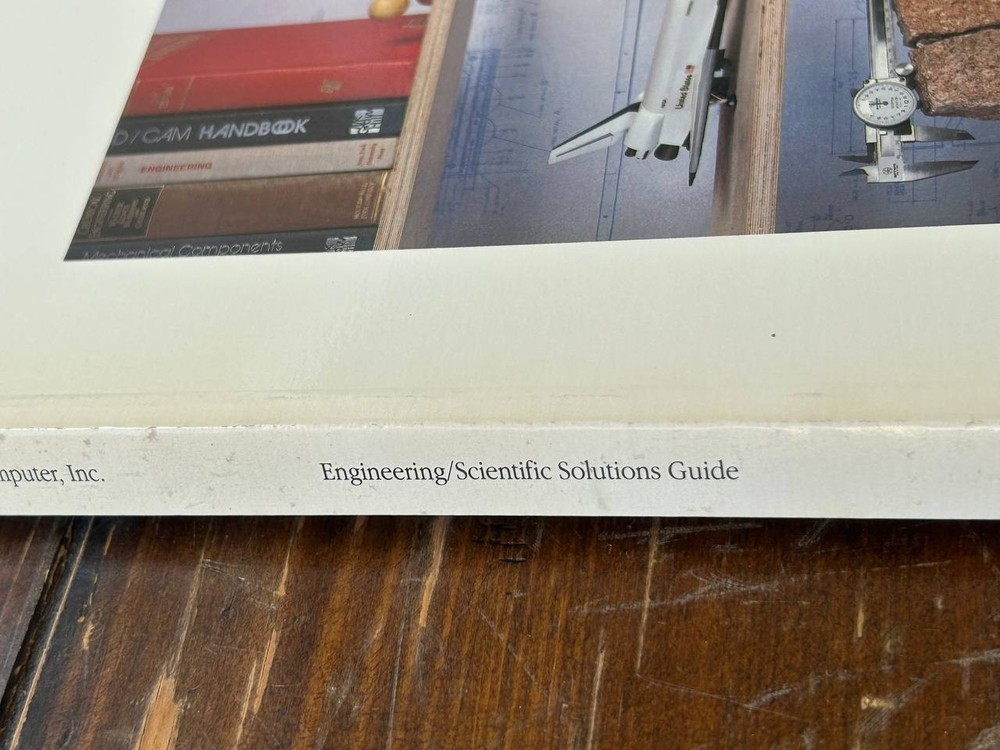 D/CAM HANDBOOK
ENGINEERING
Mechanical Components
United States
mputer, Inc.
Engineering/Scientific Solutions Guide